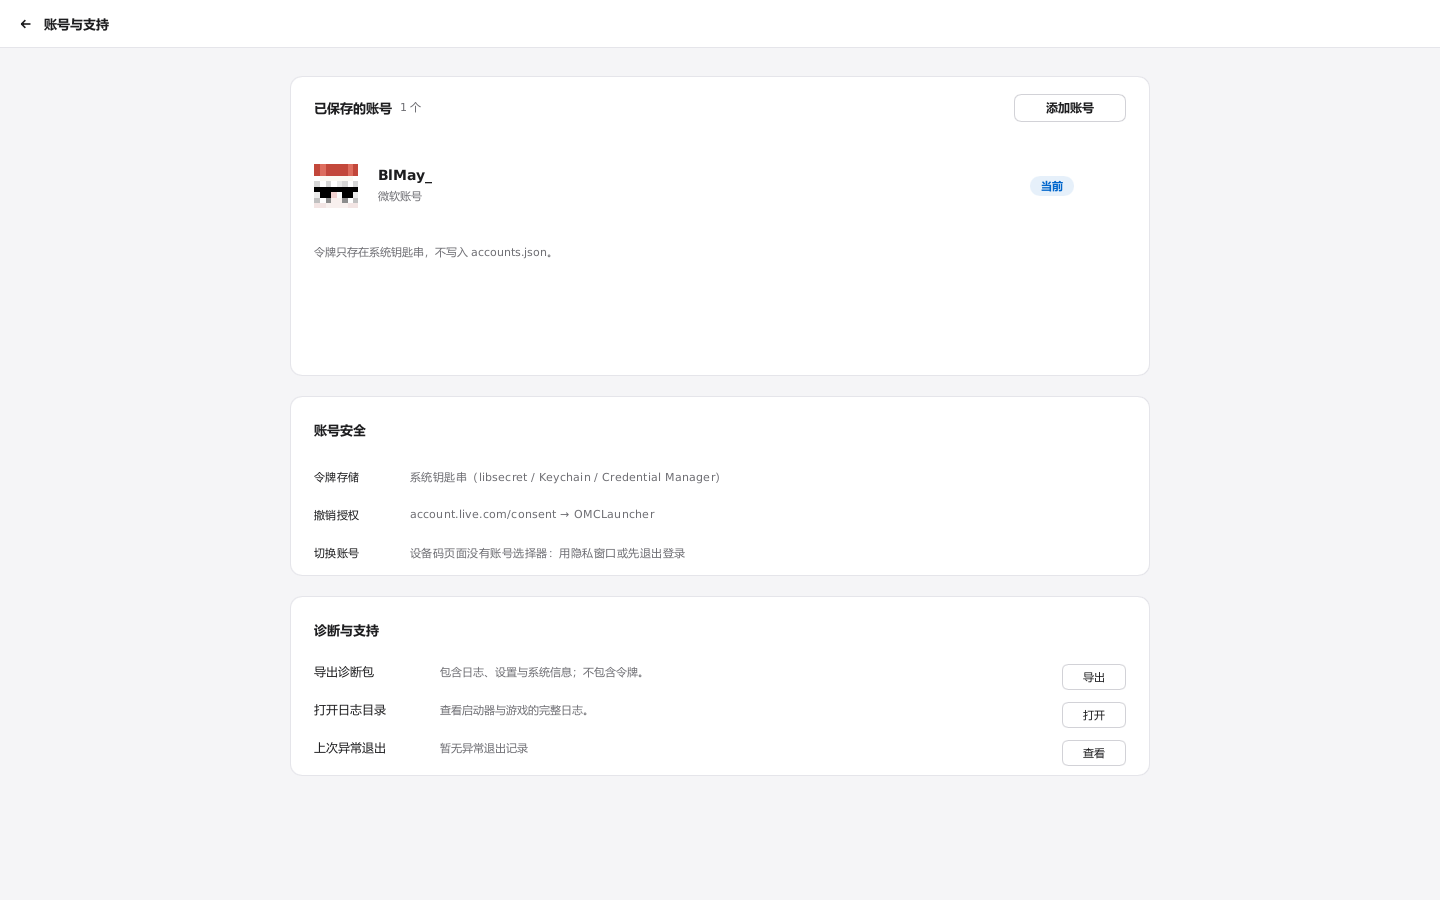 账号与支持
已保存的账号 1 个
添加账号
BlMay_
微软账号
当前
令牌只存在系统钥匙串，不写入 accounts.json。
账号安全
令牌存储 系统钥匙串（libsecret / Keychain / Credential Manager）
撤销授权 account.live.com/consent → OMCLauncher
切换账号 设备码页面没有账号选择器：用隐私窗口或先退出登录
诊断与支持
导出诊断包 包含日志、设置与系统信息；不包含令牌。 导出
打开日志目录 查看启动器与游戏的完整日志。 打开
上次异常退出 暂无异常退出记录 查看